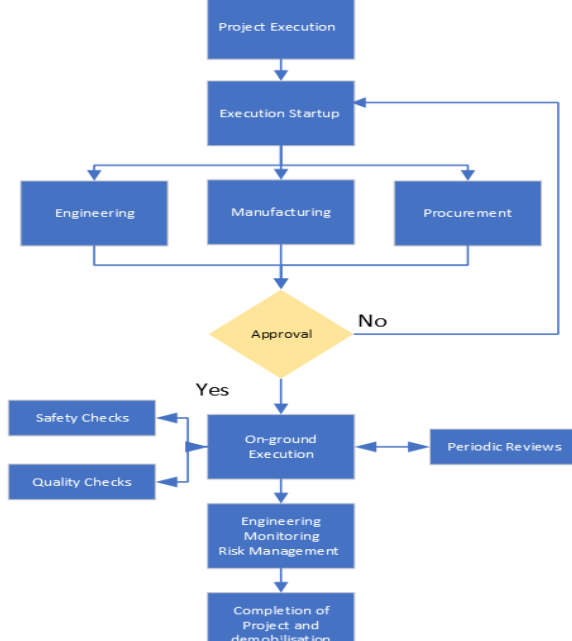 Project Execution
Execution Startup
Engineering
Manufacturing
Procurement
Approval
No
Yes
Safety Checks
On-ground
Execution
Periodic Reviews
Quality Checks
Engineering
Monitoring
Risk Management
Completion of
Project and
demobilisation